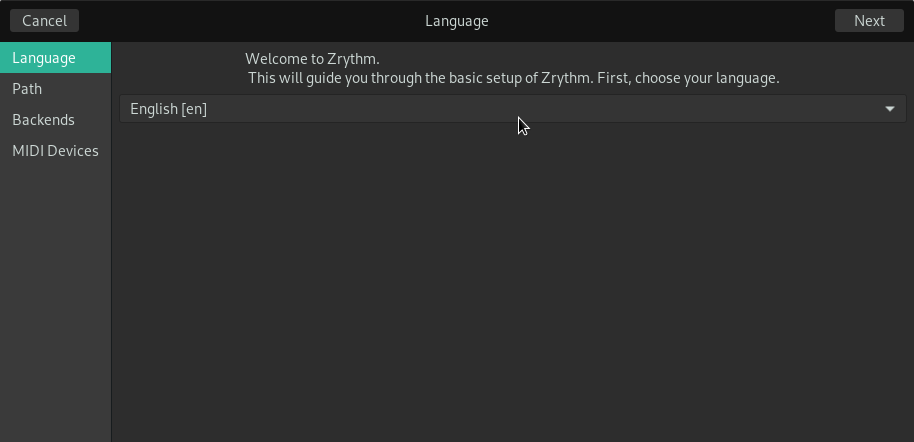 Cancel
Language
Next
Language
Path
Backends
MIDI Devices
Welcome to Zrythm.
This will guide you through the basic setup of Zrythm. First, choose your language.
English [en]